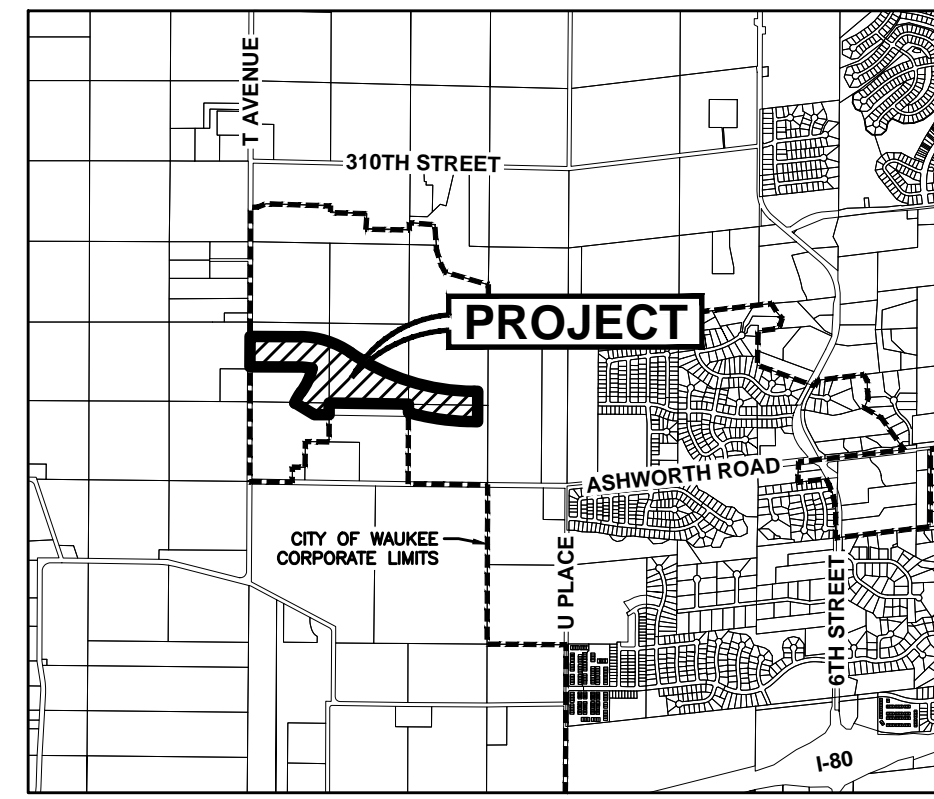 T AVENUE
310TH STREET
PROJECT
ASHWORTH ROAD
CITY OF WAUKEE
CORPORATE LIMITS
U PLACE
6TH STREET
I-80